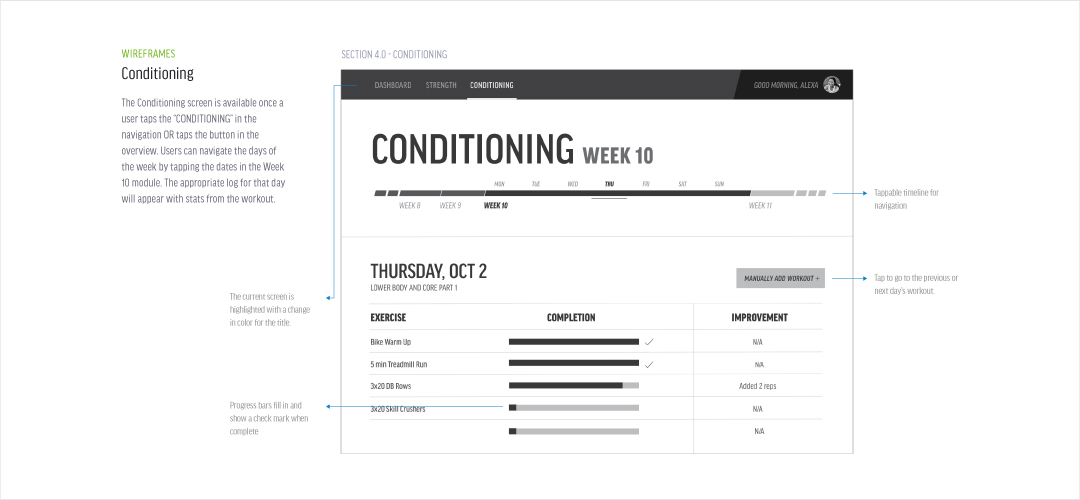 WIREFRAMES
Conditioning
The Conditioning screen is available once a
user taps the "CONDITIONING" in the
navigation OR taps the button in the
overview. Users can navigate the days of
the week by tapping the dates in the Week
10 module. The appropriate log for that day
will appear with stats from the workout.
SECTION 4.0 - CONDITIONING
DASHBOARD STRENGTH CONDITIONING
GOOD MORNING, ALEXA
CONDITIONING WEEK 10
MON TUE WED THU FRI SAT SUN
WEEK 8 WEEK 9 WEEK 10 WEEK 11
Tappable timeline for
navigation
THURSDAY, OCT 2
LOWER BODY AND CORE PART 1
MANUALLY ADD WORKOUT +
Tap to go to the previous or
next day's workout.
The current screen is
highlighted with a change
in color for the title.
EXERCISE COMPLETION IMPROVEMENT
Bike Warm Up N/A
5 min Treadmill Run N/A
3x20 DB Rows Added 2 reps
3x20 Skill Crushers N/A
N/A
Progress bars fill in and
show a check mark when
complete